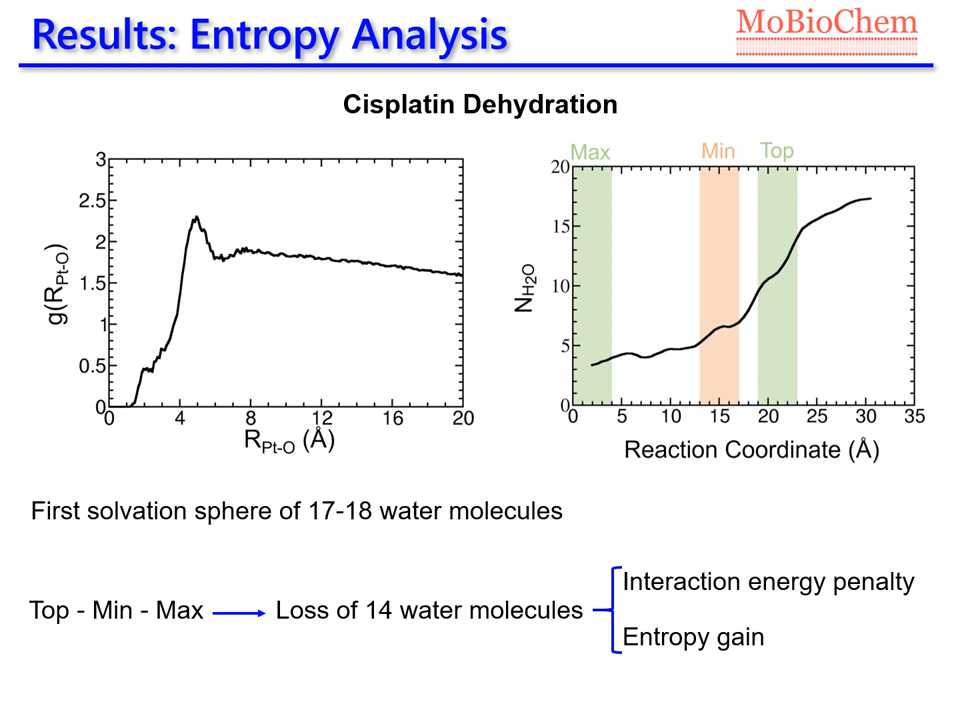 Results: Entropy Analysis
MoBioChem
Cisplatin Dehydration
3
2.5
2
1.5
1
0.5
0
g(R_Pt-O)
0 4 8 12 16 20
R_Pt-O (Å)
Max Min Top
20
15
10
5
0
N_H2O
0 5 10 15 20 25 30 35
Reaction Coordinate (Å)
First solvation sphere of 17-18 water molecules
Top - Min - Max
Loss of 14 water molecules
Interaction energy penalty
Entropy gain